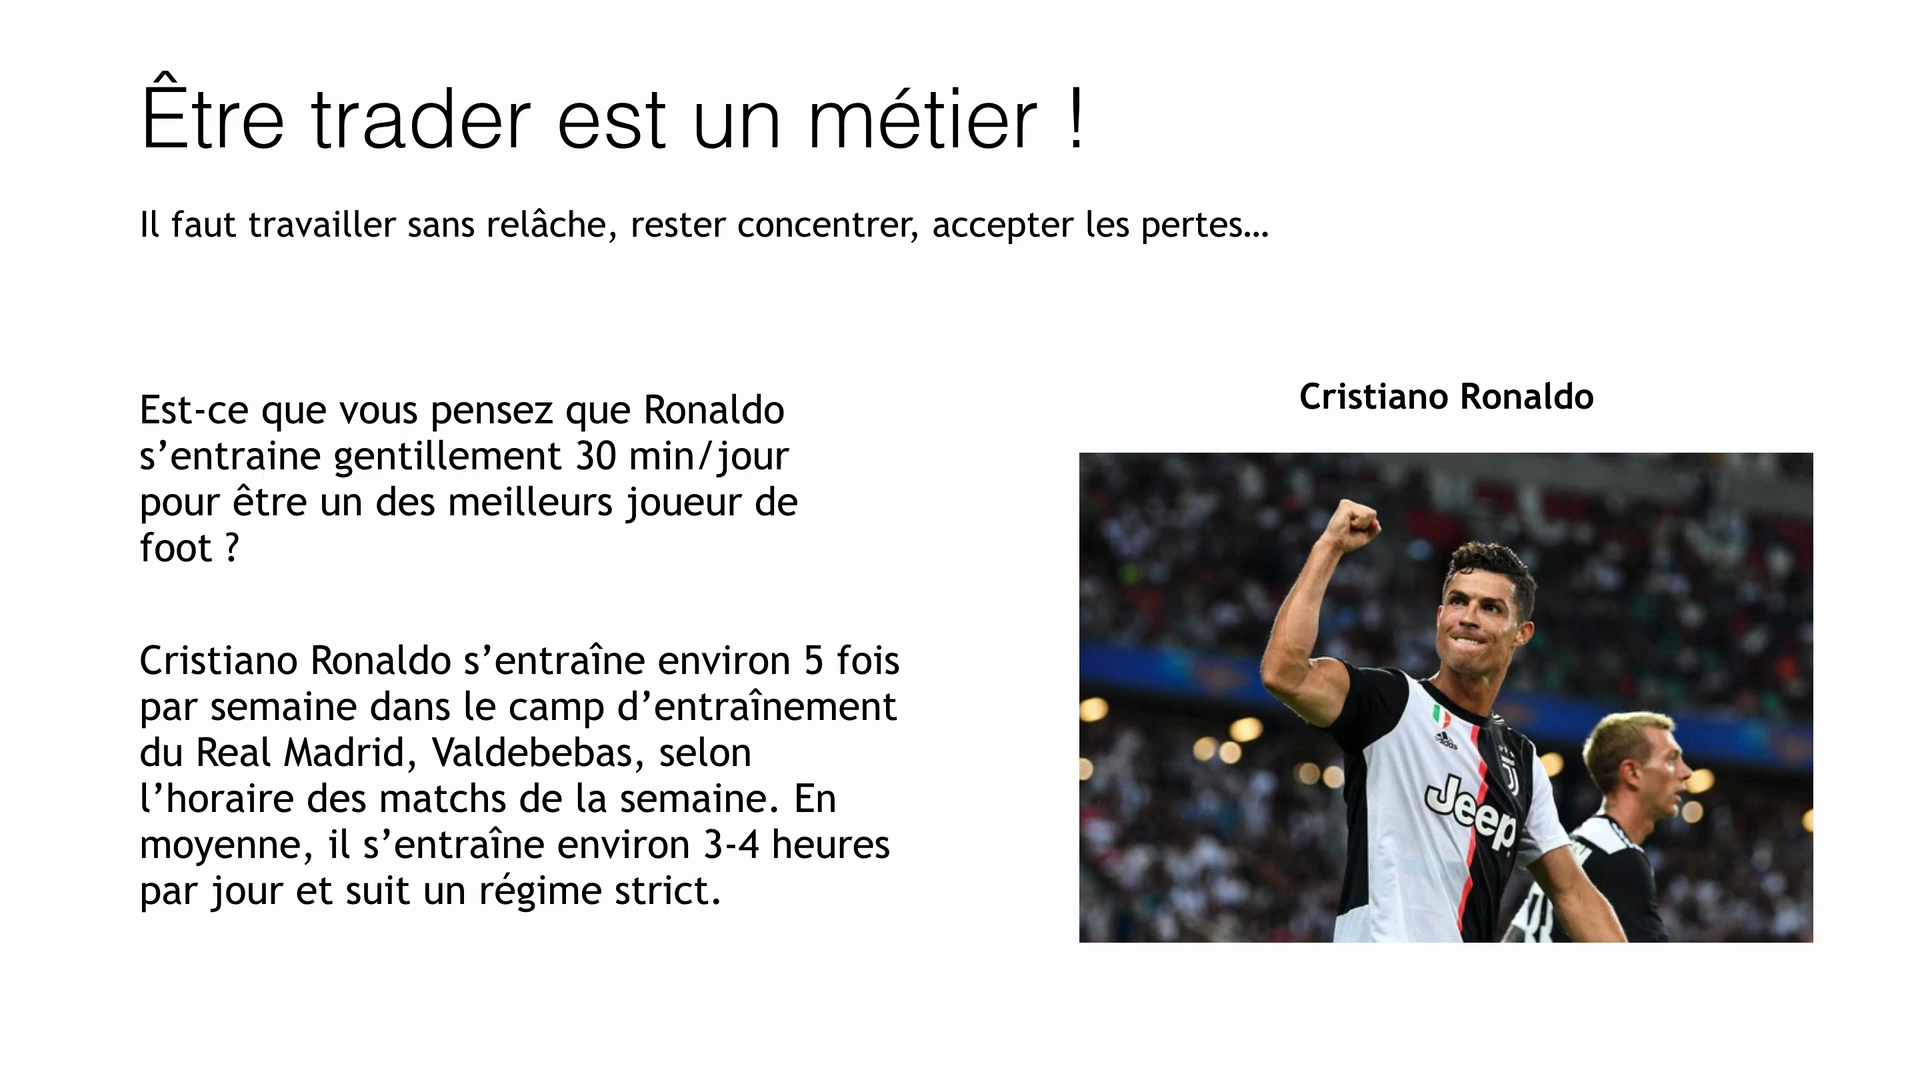 Être trader est un métier !
Il faut travailler sans relâche, rester concentrer, accepter les pertes…
Est-ce que vous pensez que Ronaldo
s’entraine gentillement 30 min/jour
pour être un des meilleurs joueur de
foot ?
Cristiano Ronaldo s’entraîne environ 5 fois
par semaine dans le camp d’entraînement
du Real Madrid, Valdebebas, selon
l’horaire des matchs de la semaine. En
moyenne, il s’entraîne environ 3-4 heures
par jour et suit un régime strict.
Cristiano Ronaldo
adidas
Jeep